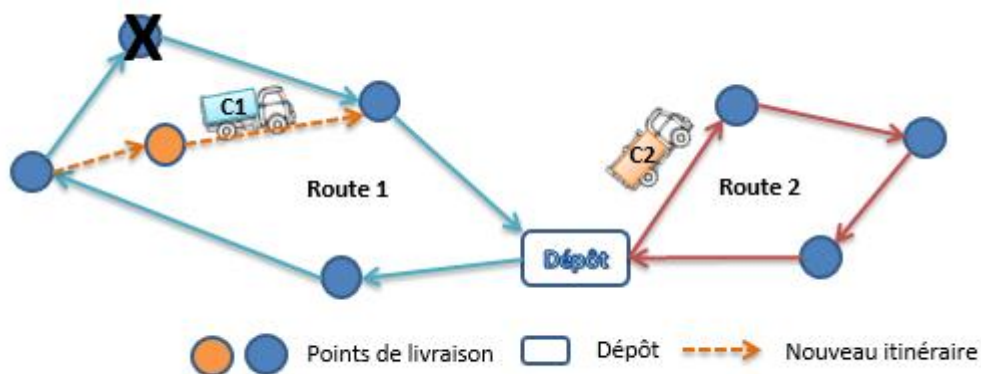 X
C1
C2
Route 1
Route 2
Dépôt
Points de livraison
Dépôt
Nouveau itinéraire